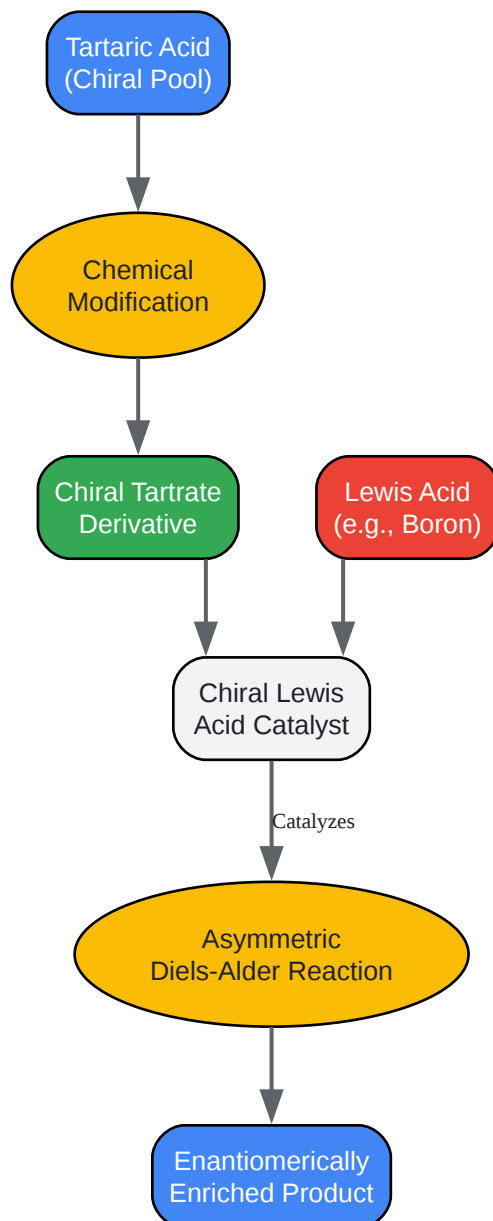 Tartaric Acid
(Chiral Pool)
Chemical
Modification
Chiral Tartrate
Derivative
Lewis Acid
(e.g., Boron)
Chiral Lewis
Acid Catalyst
Catalyzes
Asymmetric
Diels-Alder Reaction
Enantiomerically
Enriched Product